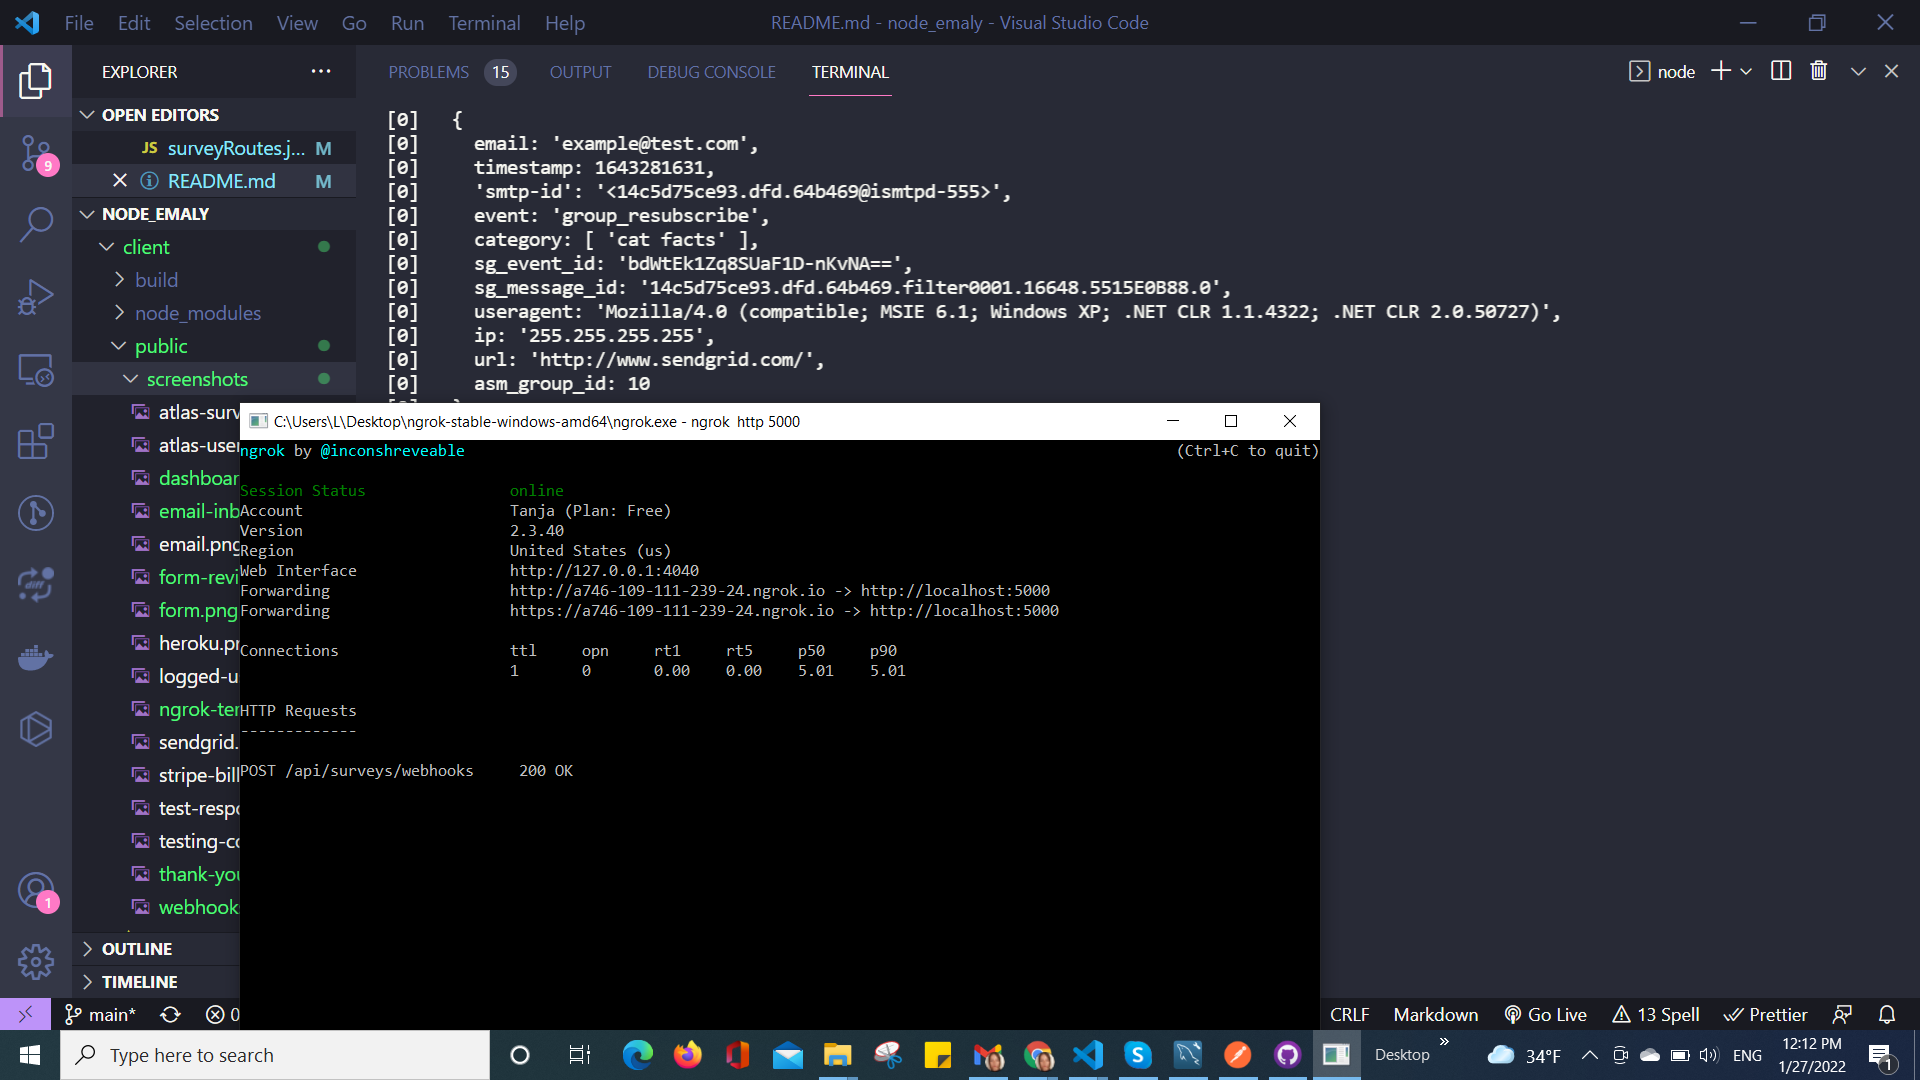 File Edit Selection View Go Run Terminal Help README.md - node_emaly - Visual Studio Code
EXPLORER
PROBLEMS 15 OUTPUT DEBUG CONSOLE TERMINAL node
OPEN EDITORS
JS surveyRoutes.j... M
README.md M
NODE_EMALY
client
build
node_modules
public
screenshots
atlas-surv
atlas-user
dashboar
email-inb
email.png
form-revi
form.png
heroku.pr
logged-u
ngrok-ter
sendgrid.
stripe-bill
test-respo
testing-co
thank-you
webhook
OUTLINE
TIMELINE
[0] {
[0] email: 'example@test.com',
[0] timestamp: 1643281631,
[0] 'smtp-id': '<14c5d75ce93.dfd.64b469@ismtpd-555>',
[0] event: 'group_resubscribe',
[0] category: [ 'cat facts' ],
[0] sg_event_id: 'bdWtEk1Zq8SUaF1D-nKvNA==',
[0] sg_message_id: '14c5d75ce93.dfd.64b469.filter0001.16648.5515E0B88.0',
[0] useragent: 'Mozilla/4.0 (compatible; MSIE 6.1; Windows XP; .NET CLR 1.1.4322; .NET CLR 2.0.50727)',
[0] ip: '255.255.255.255',
[0] url: 'http://www.sendgrid.com/',
[0] asm_group_id: 10
C:\Users\L\Desktop\ngrok-stable-windows-amd64\ngrok.exe - ngrok http 5000
ngrok by @inconshreveable (Ctrl+C to quit)
Session Status online
Account Tanja (Plan: Free)
Version 2.3.40
Region United States (us)
Web Interface http://127.0.0.1:4040
Forwarding http://a746-109-111-239-24.ngrok.io -> http://localhost:5000
Forwarding https://a746-109-111-239-24.ngrok.io -> http://localhost:5000
Connections ttl opn rt1 rt5 p50 p90
1 0 0.00 0.00 5.01 5.01
HTTP Requests
-------------
POST /api/surveys/webhooks 200 OK
9
1
main* 0 CRLF Markdown Go Live 13 Spell Prettier
Type here to search Desktop 34°F ENG 12:12 PM
1/27/2022
1